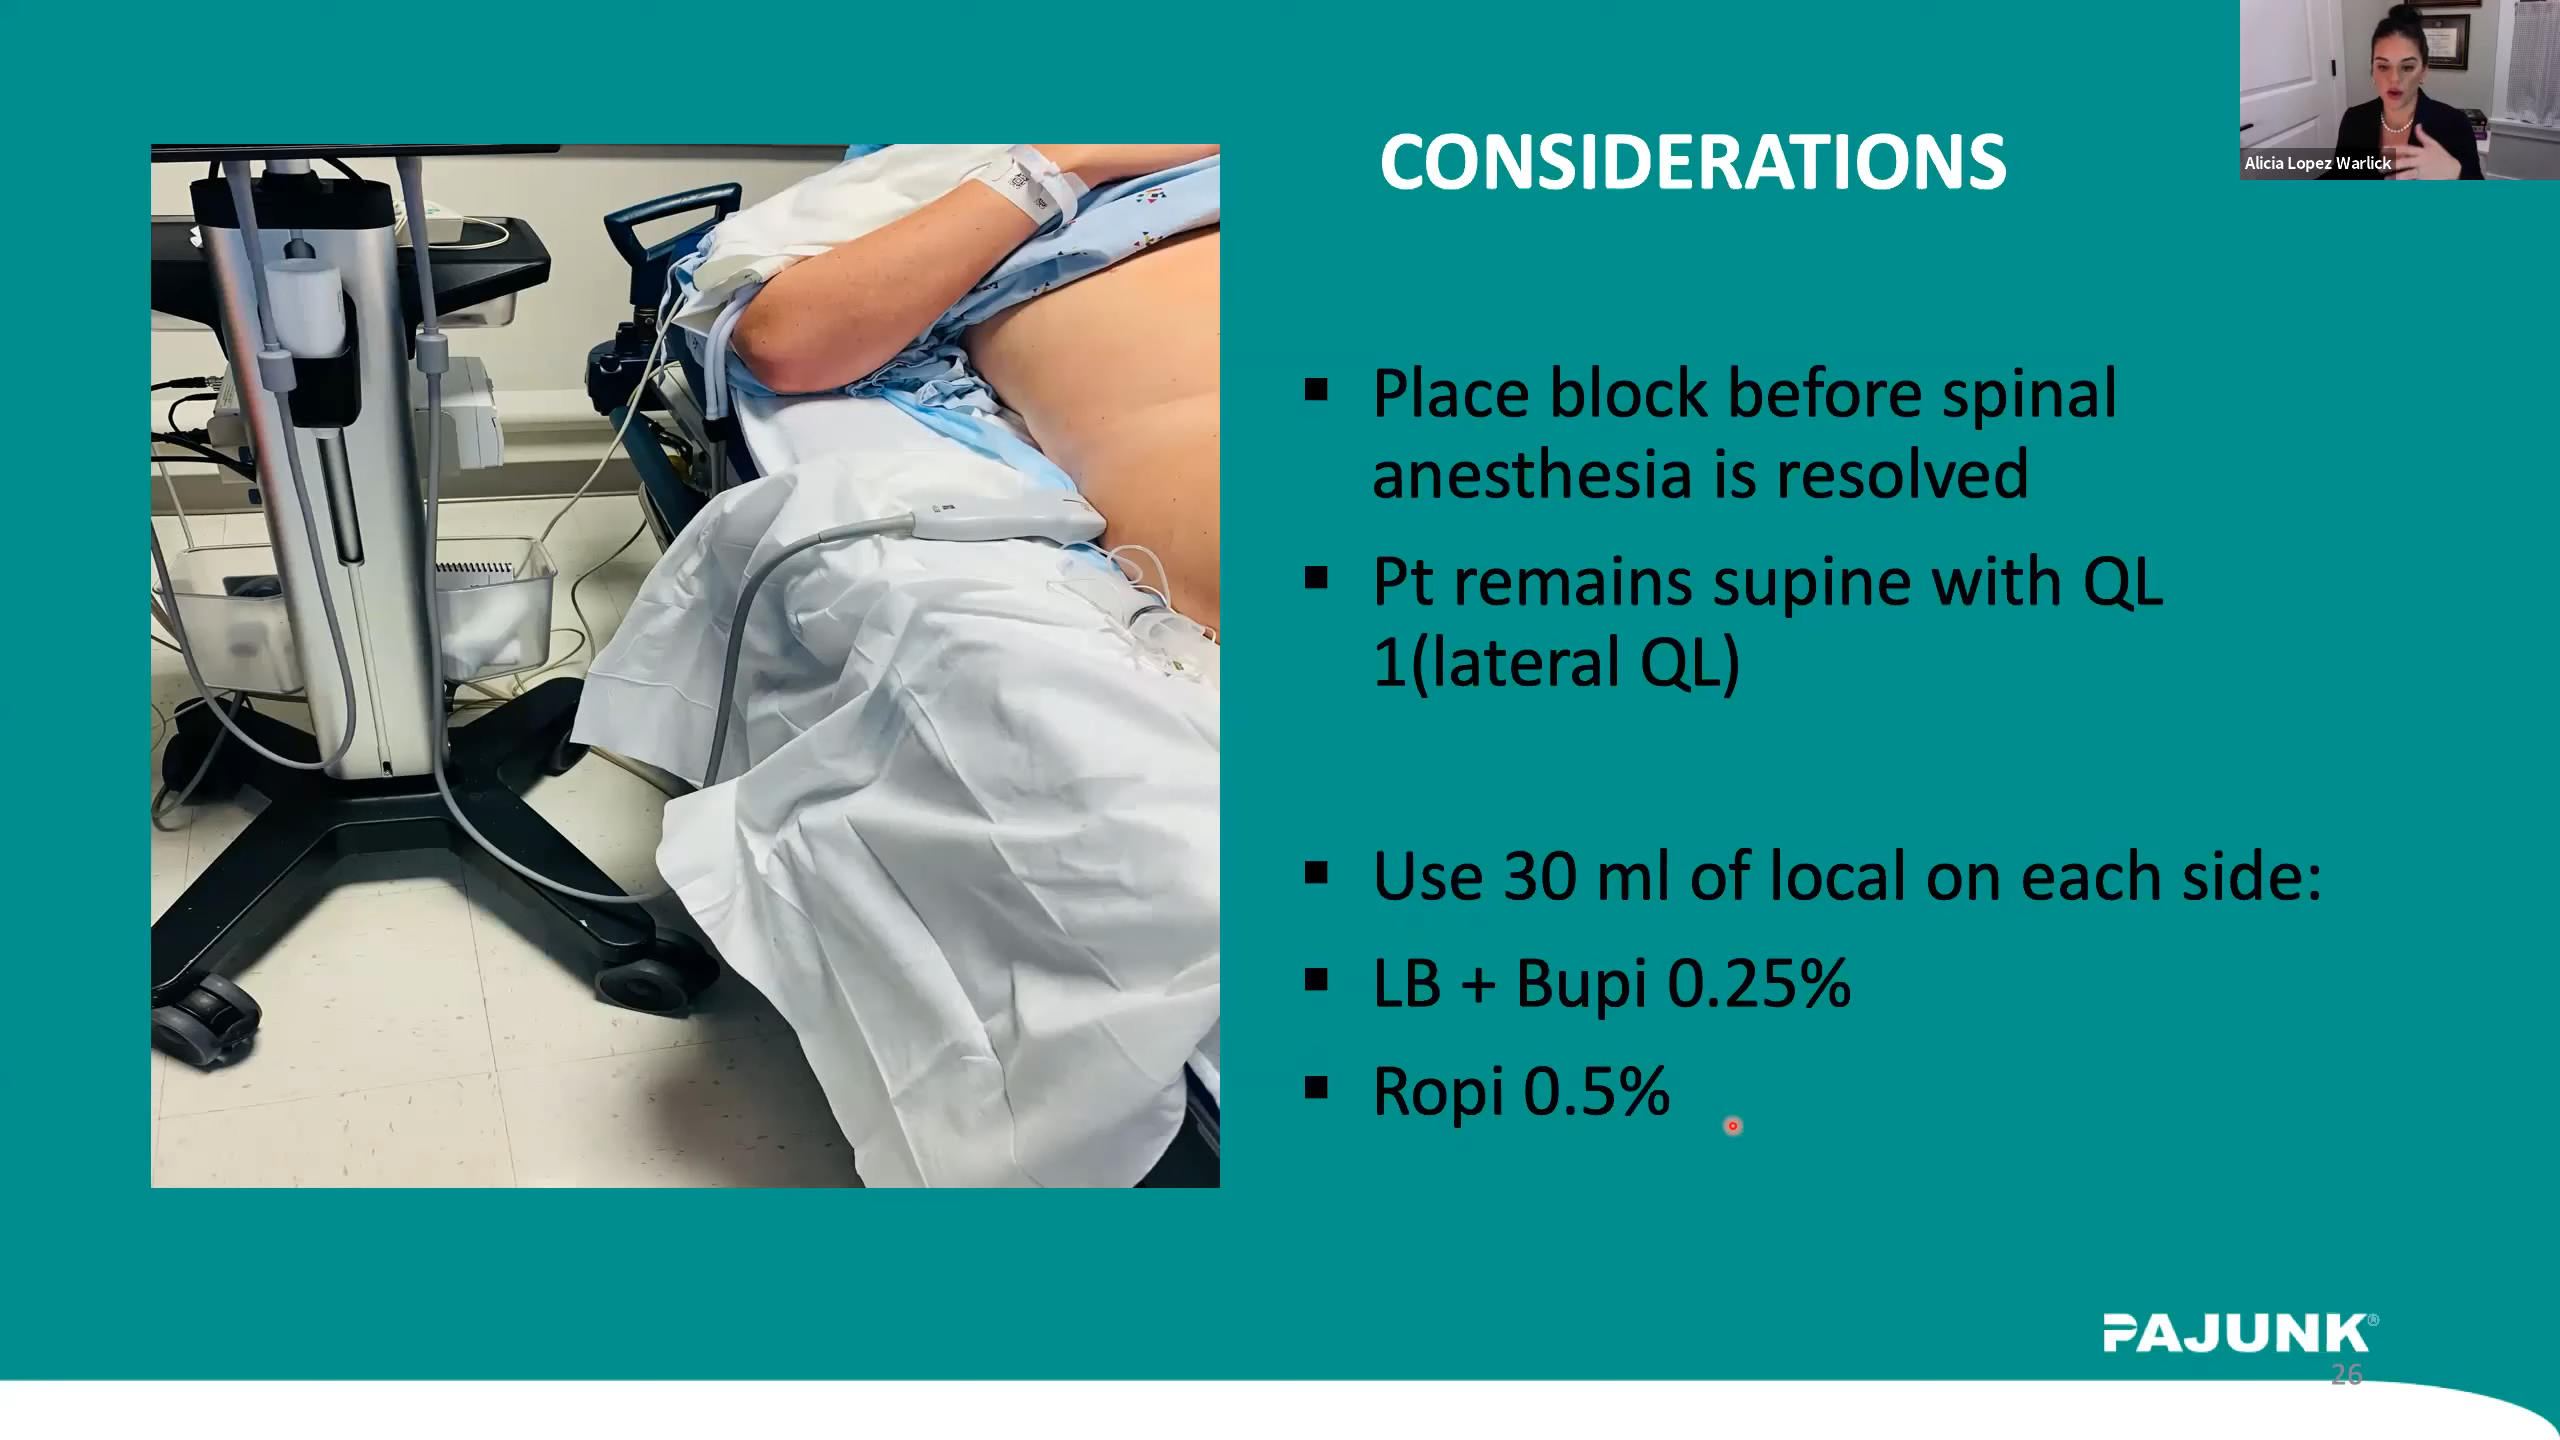 Alicia Lopez Warlick
CONSIDERATIONS
▪ Place block before spinal
anesthesia is resolved
▪ Pt remains supine with QL
1(lateral QL)
▪ Use 30 ml of local on each side:
▪ LB + Bupi 0.25%
▪ Ropi 0.5%
PAJUNK®
26